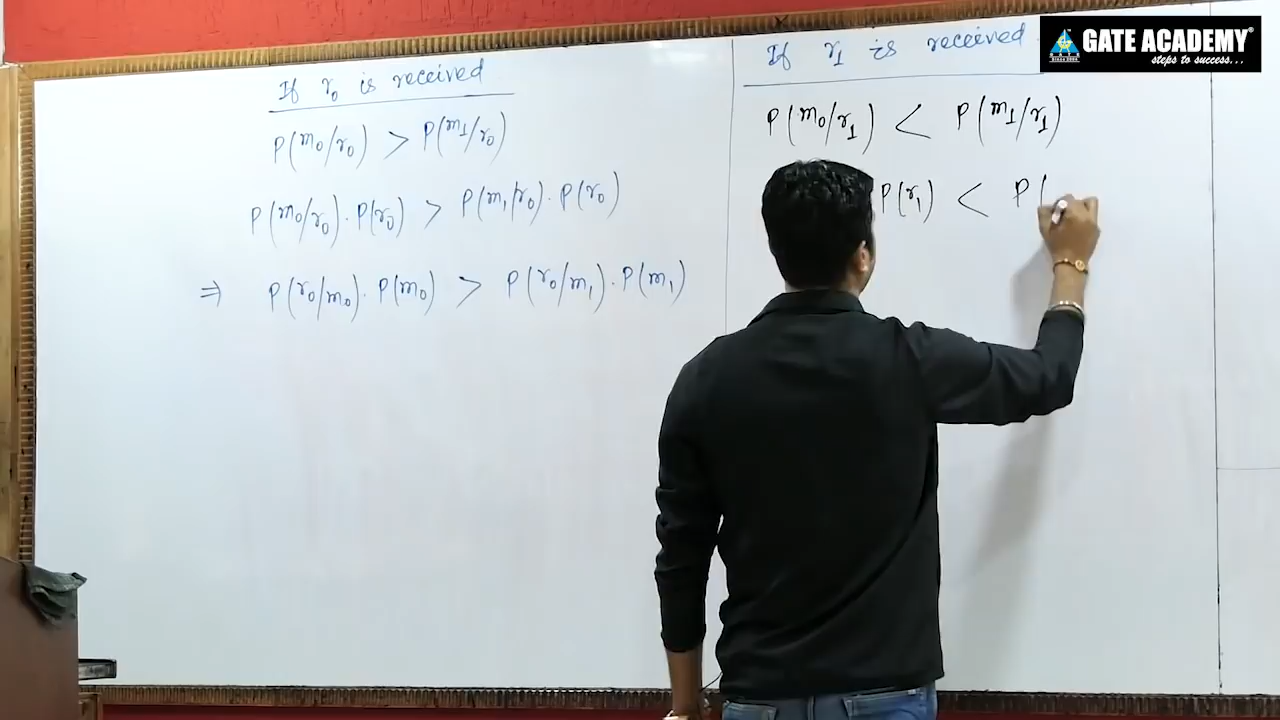 If r₀ is received
P(m₀/r₀) > P(m₁/r₀)
P(m₀/r₀) . P(r₀) > P(m₁/r₀) . P(r₀)
⇒ P(r₀/m₀) . P(m₀) > P(r₀/m₁) . P(m₁)
If r₁ is received
P(m₀/r₁) < P(m₁/r₁)
P(r₁) < P(
GATE ACADEMY®
steps to success...